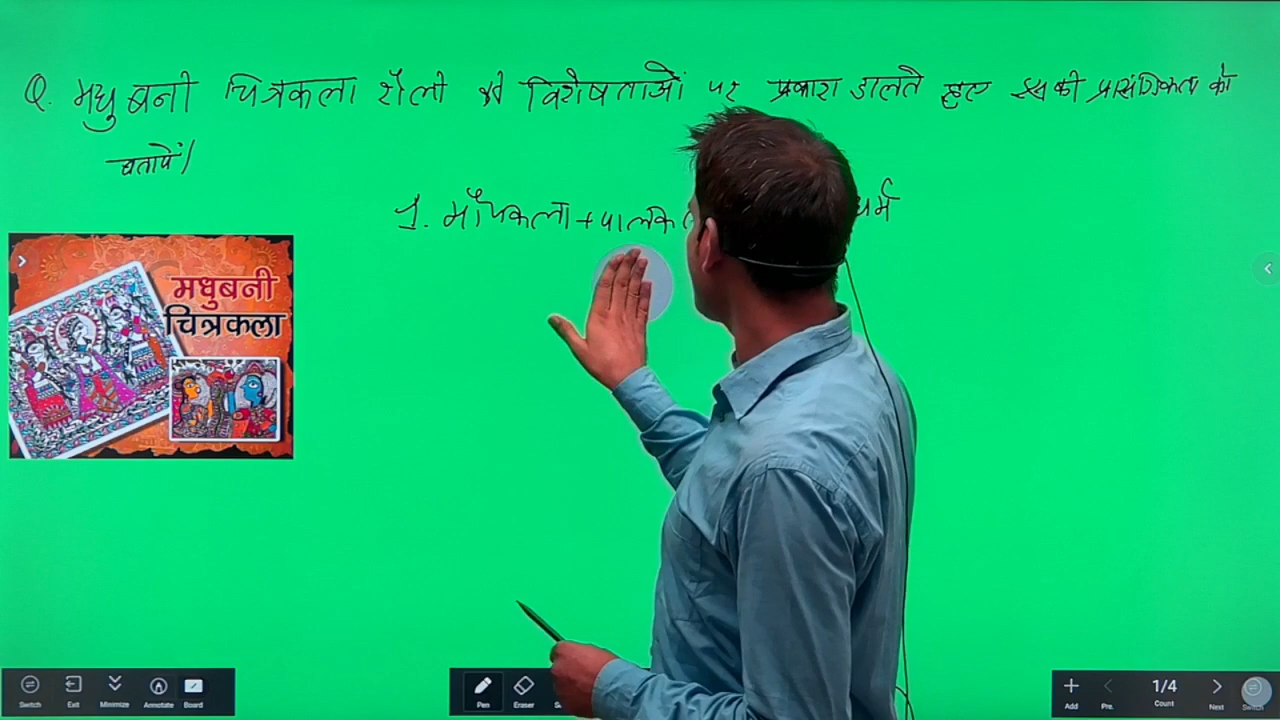 Q. मधुबनी चित्रकला शैली की विशेषताओं पर प्रकाश डालते हुए इसकी प्रासंगिकता को
बतायें।
1. मौर्यकला + पालक
मधुबनी
चित्रकला
Switch Exit Minimize Annotate Board
Pen Eraser
Add Pre. 1/4 Count Next Switch